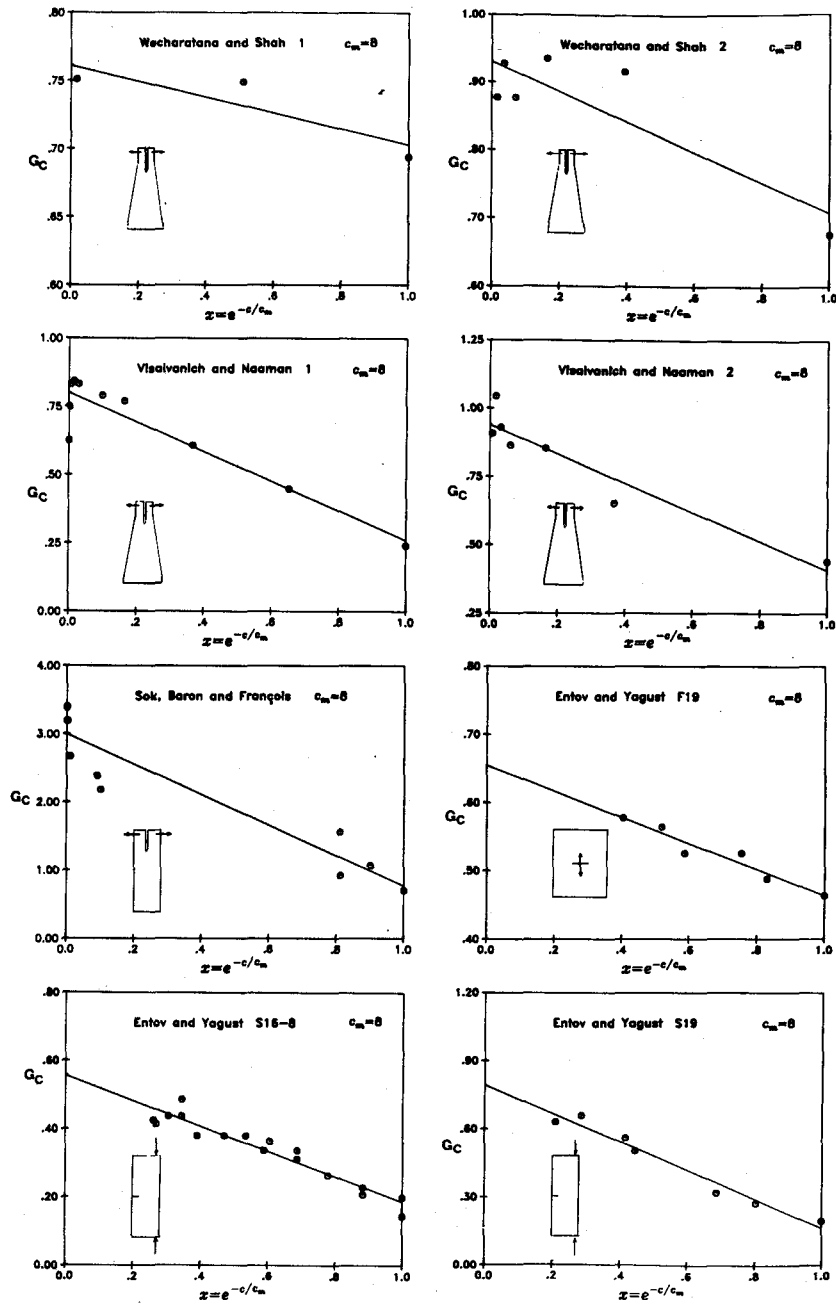 Wecharatana and Shah 1 c_m=8
.80
.75
.70
.65
.60
G_C
0.0 .2 .4 .6 .8 1.0
x=e^{-c/c_m}
Wecharatana and Shah 2 c_m=8
1.00
.90
.80
.70
.60
G_C
0.0 .2 .4 .6 .8 1.0
x=e^{-c/c_m}
Visalvanich and Naaman 1 c_m=8
1.00
.75
.50
.25
0.00
G_C
0.0 .2 .4 .6 .8 1.0
x=e^{-c/c_m}
Visalvanich and Naaman 2 c_m=8
1.25
1.00
.75
.50
.25
G_C
0.0 .2 .4 .6 .8 1.0
x=e^{-c/c_m}
Sok, Baron and François c_m=8
4.00
3.00
2.00
1.00
0.00
G_C
0.0 .2 .4 .6 .8 1.0
x=e^{-c/c_m}
Entov and Yagust F19 c_m=8
.80
.70
.60
.50
.40
G_C
0.0 .2 .4 .6 .8 1.0
x=e^{-c/c_m}
Entov and Yagust S16-8 c_m=8
.80
.60
.40
.20
0.00
G_C
0.0 .2 .4 .6 .8 1.0
x=e^{-c/c_m}
Entov and Yagust S19 c_m=8
1.20
0.90
0.60
0.30
0.00
G_C
0.0 .2 .4 .6 .8 1.0
x=e^{-c/c_m}